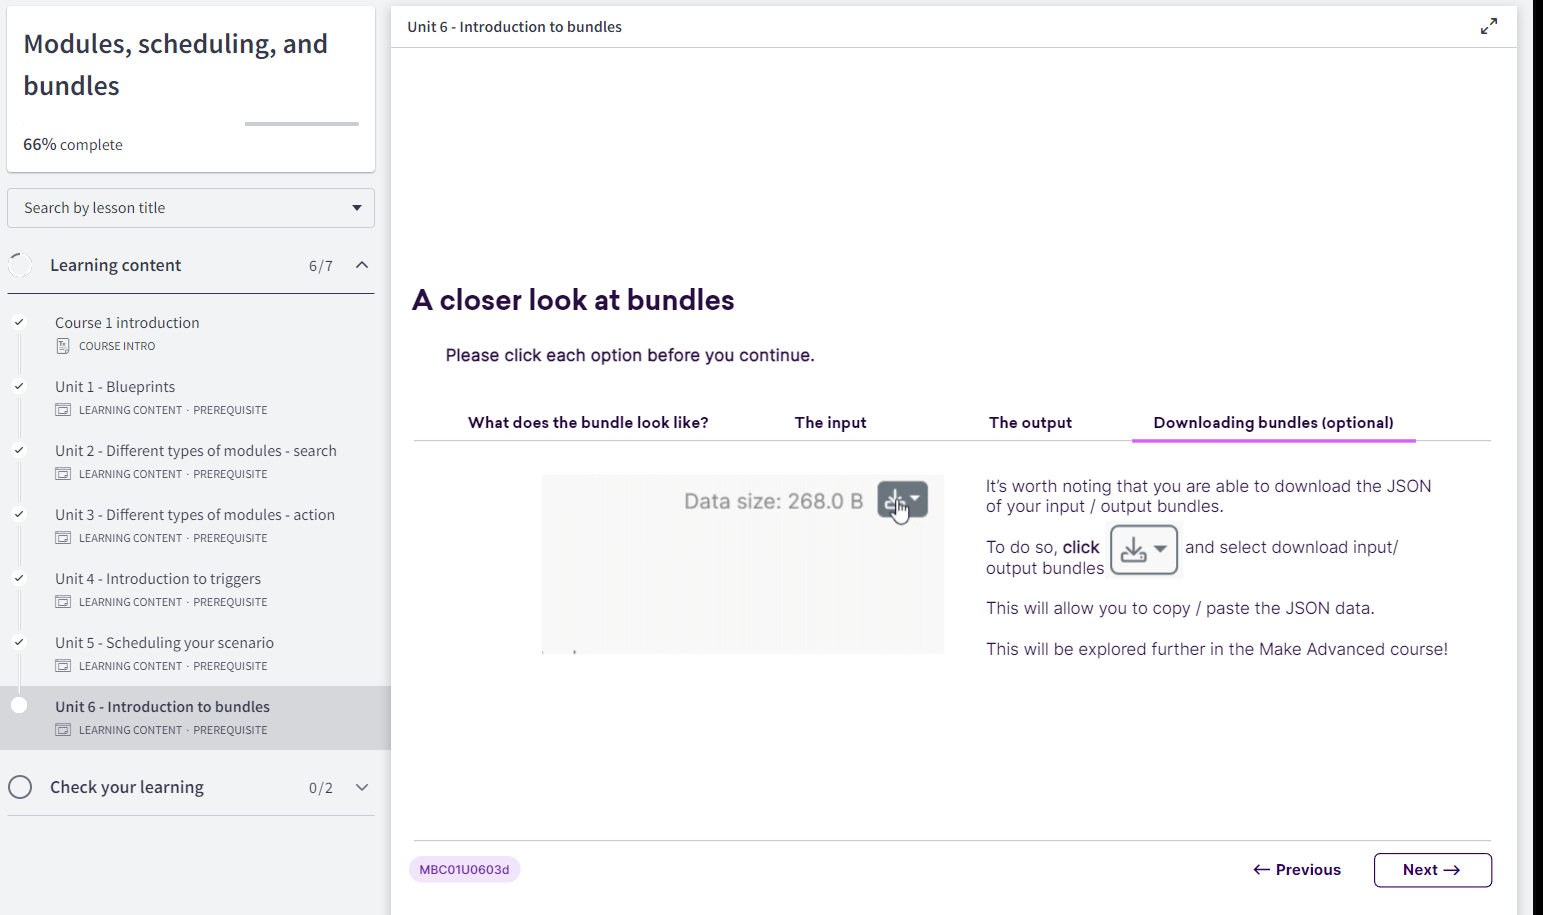 Modules, scheduling, and
bundles
66% complete
Search by lesson title
Learning content 6/7
Course 1 introduction
COURSE INTRO
Unit 1 - Blueprints
LEARNING CONTENT · PREREQUISITE
Unit 2 - Different types of modules - search
LEARNING CONTENT · PREREQUISITE
Unit 3 - Different types of modules - action
LEARNING CONTENT · PREREQUISITE
Unit 4 - Introduction to triggers
LEARNING CONTENT · PREREQUISITE
Unit 5 - Scheduling your scenario
LEARNING CONTENT · PREREQUISITE
Unit 6 - Introduction to bundles
LEARNING CONTENT · PREREQUISITE
Check your learning 0/2
Unit 6 - Introduction to bundles
A closer look at bundles
Please click each option before you continue.
What does the bundle look like? The input The output Downloading bundles (optional)
Data size: 268.0 B
It's worth noting that you are able to download the JSON
of your input / output bundles.
To do so, click and select download input/
output bundles
This will allow you to copy / paste the JSON data.
This will be explored further in the Make Advanced course!
MBC01U0603d
← Previous
Next →